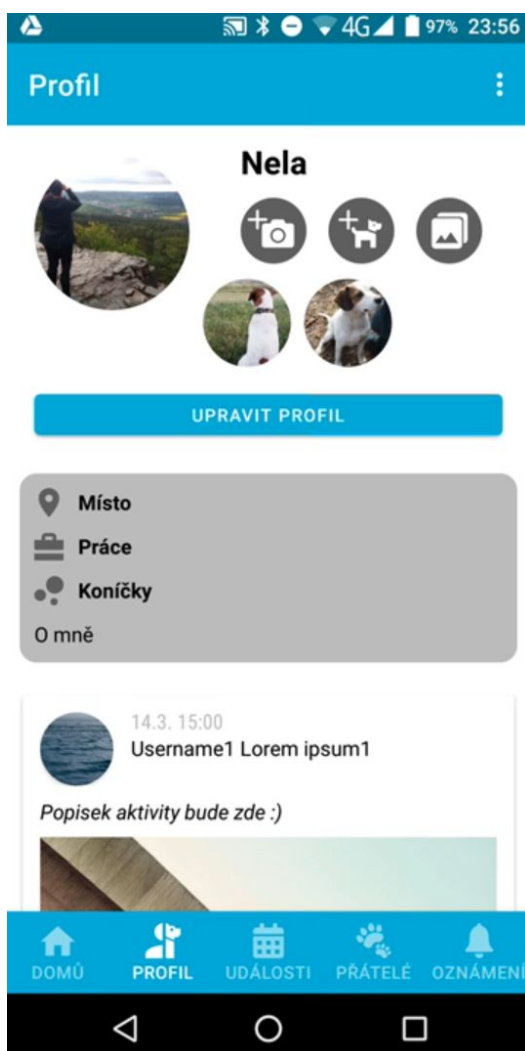 4G 97% 23:56
Profil
Nela
UPRAVIT PROFIL
Místo
Práce
Koníčky
O mně
14.3. 15:00
Username1 Lorem ipsum1
Popisek aktivity bude zde :)
DOMŮ PROFIL UDÁLOSTI PŘÁTELÉ OZNÁMENÍ